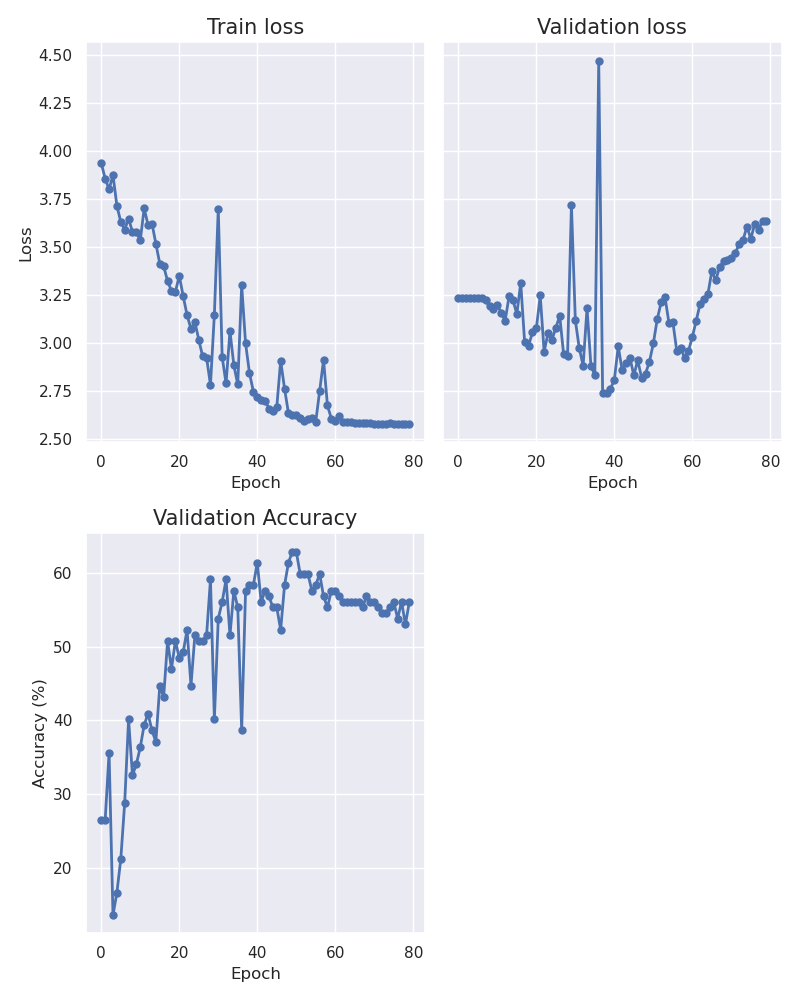 Train loss
Validation loss
4.50
4.25
4.00
3.75
3.50
3.25
3.00
2.75
2.50
Loss
0 20 40 60 80
0 20 40 60 80
Epoch
Epoch
Validation Accuracy
60
50
40
30
20
Accuracy (%)
0 20 40 60 80
Epoch